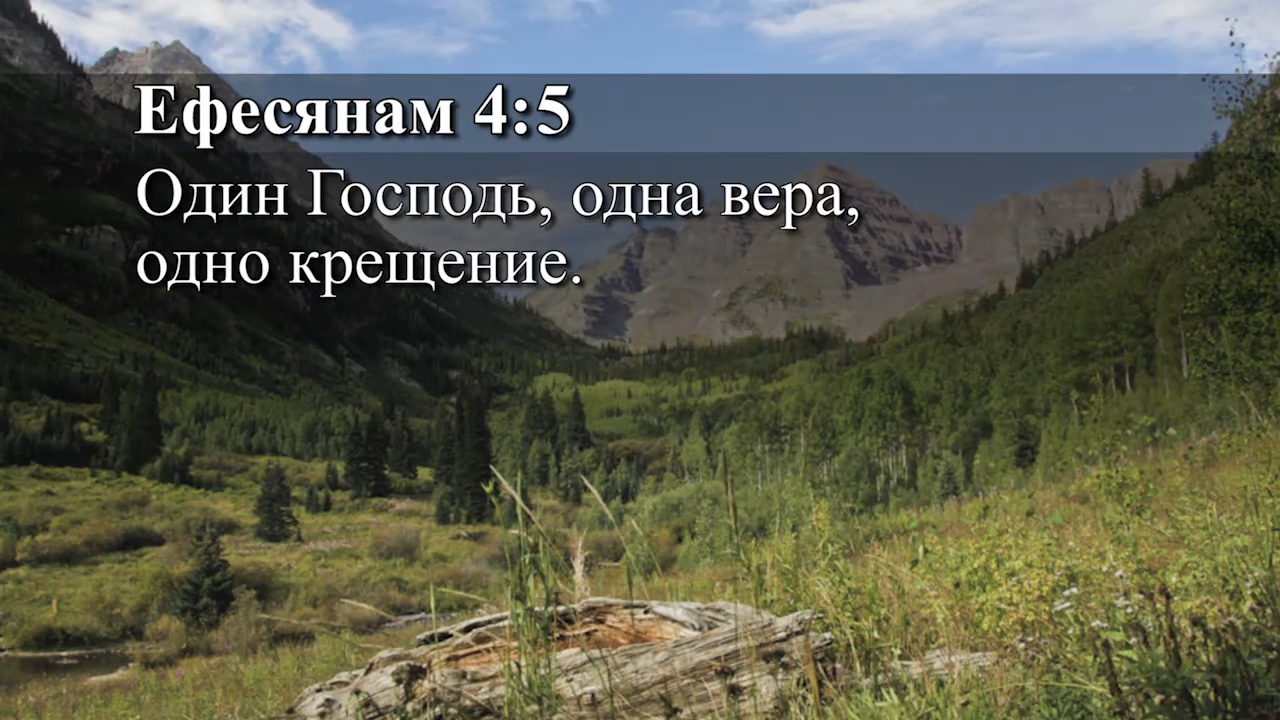 Ефесянам 4:5
Один Господь, одна вера,
одно крещение.